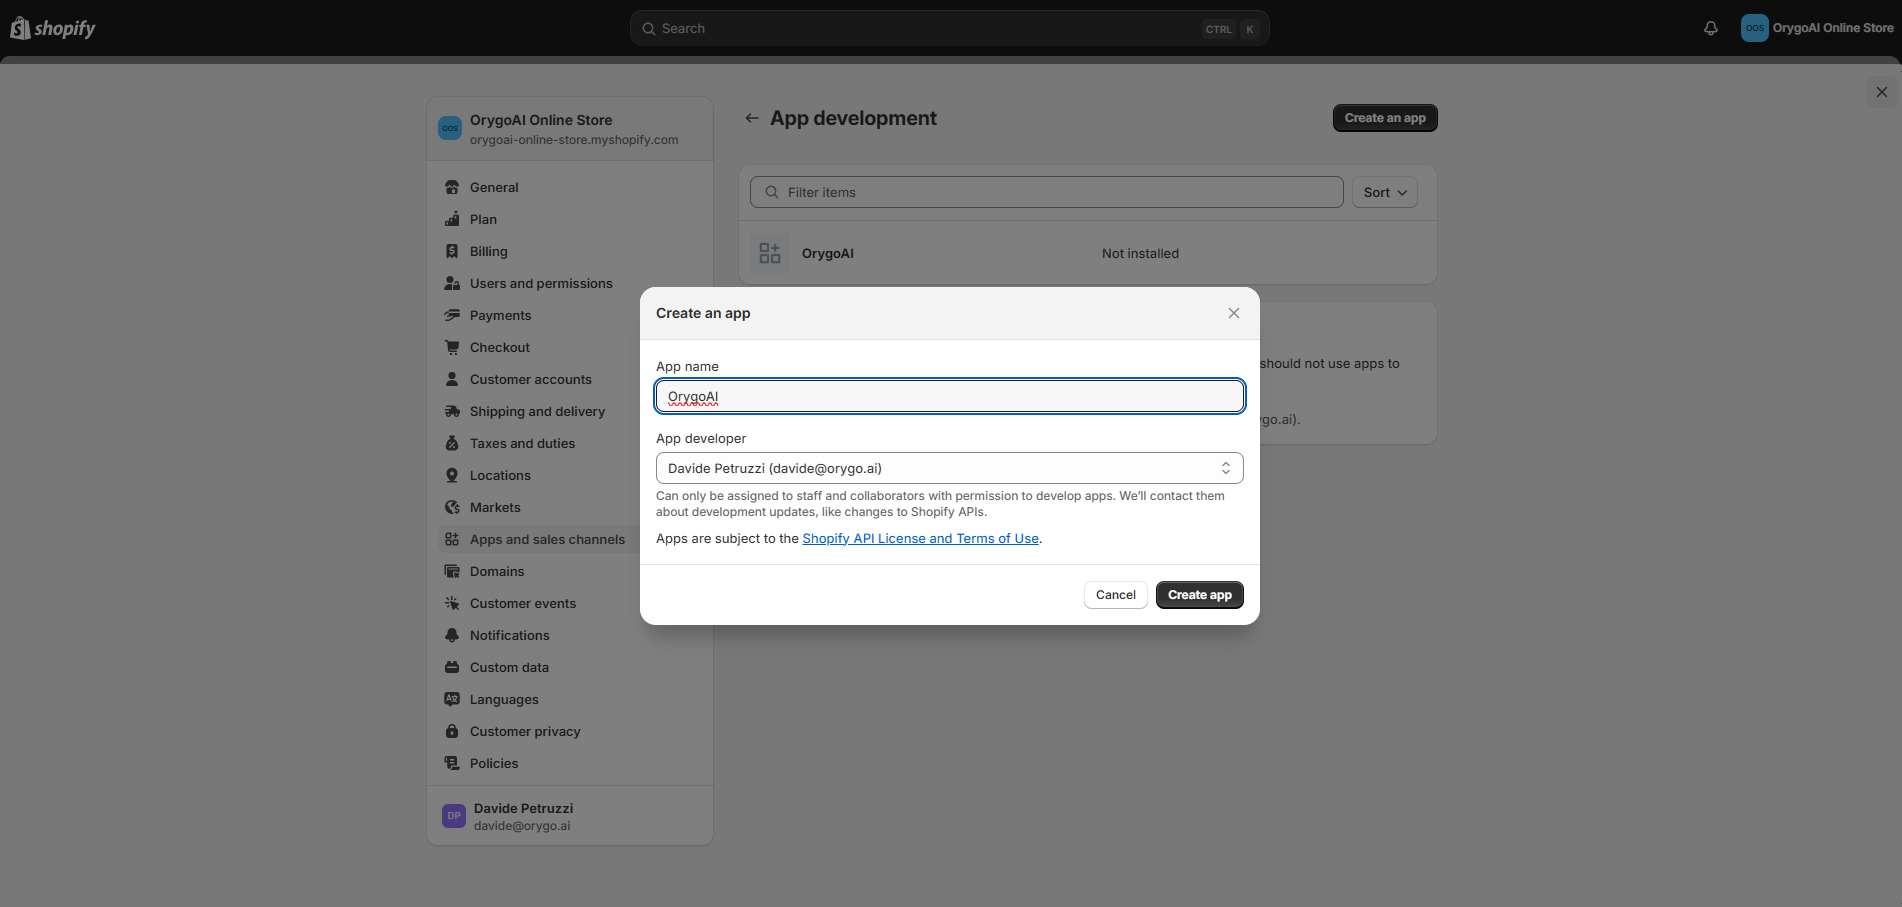 shopify
Search
CTRL K
OOS
OrygoAI Online Store
OOS
OrygoAI Online Store
orygoai-online-store.myshopify.com
General
Plan
Billing
Users and permissions
Payments
Checkout
Customer accounts
Shipping and delivery
Taxes and duties
Locations
Markets
Apps and sales channels
Domains
Customer events
Notifications
Custom data
Languages
Customer privacy
Policies
DP
Davide Petruzzi
davide@orygo.ai
App development
Create an app
Filter items
Sort
OrygoAI
Not installed
should not use apps to
go.ai).
Create an app
App name
OrygoAI
App developer
Davide Petruzzi (davide@orygo.ai)
Can only be assigned to staff and collaborators with permission to develop apps. We’ll contact them
about development updates, like changes to Shopify APIs.
Apps are subject to the Shopify API License and Terms of Use.
Cancel
Create app